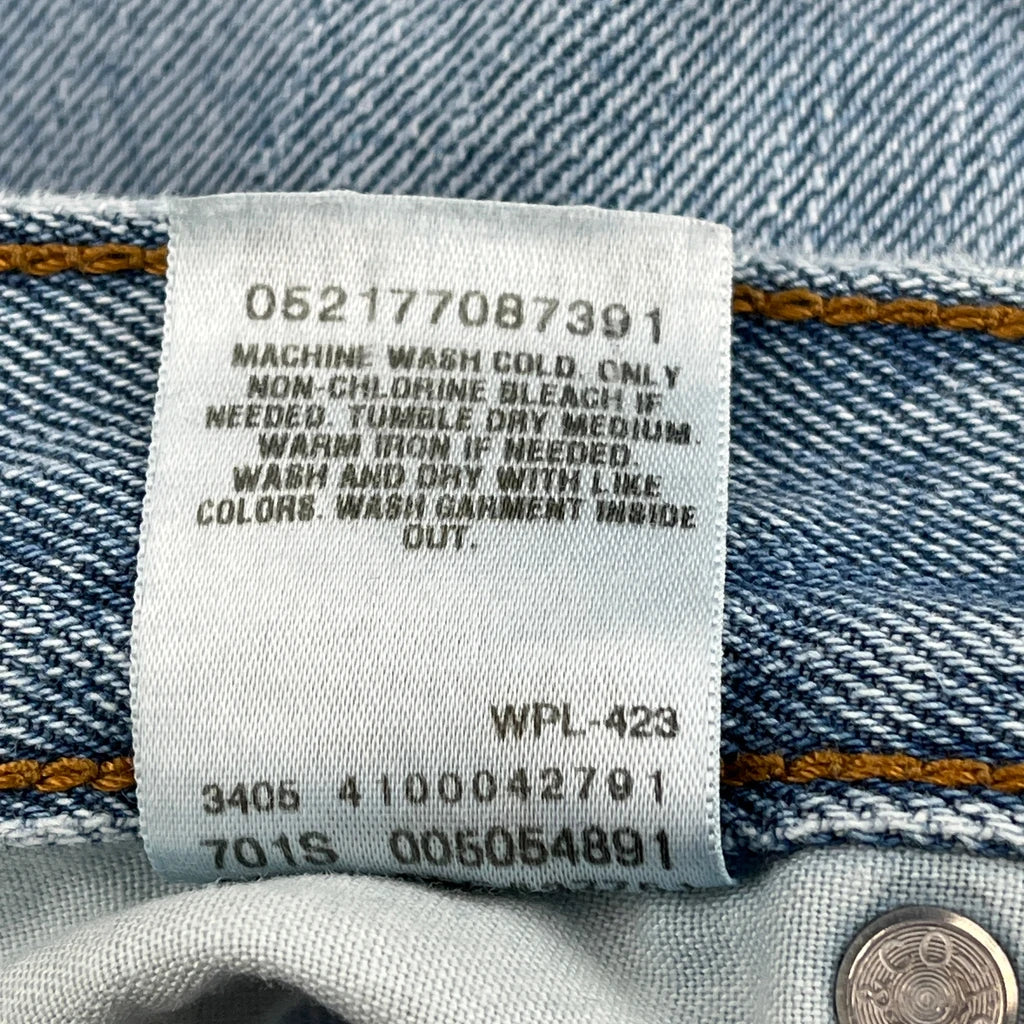 052177087391
MACHINE WASH COLD. ONLY
NON-CHLORINE BLEACH IF
NEEDED. TUMBLE DRY MEDIUM.
WARM IRON IF NEEDED.
WASH AND DRY WITH LIKE
COLORS. WASH GARMENT INSIDE
OUT.
WPL-423
3405 4100042791
701S 005054891